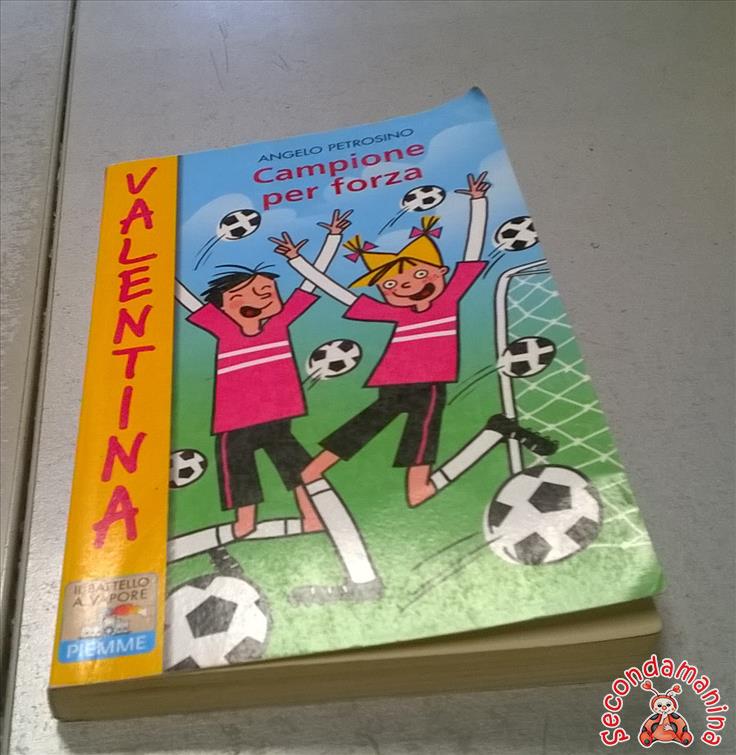 ANGELO PETROSINO
Campione
per forza
VALENTINA
IL BATTELLO
A VAPORE
PIEMME
Secondamanina